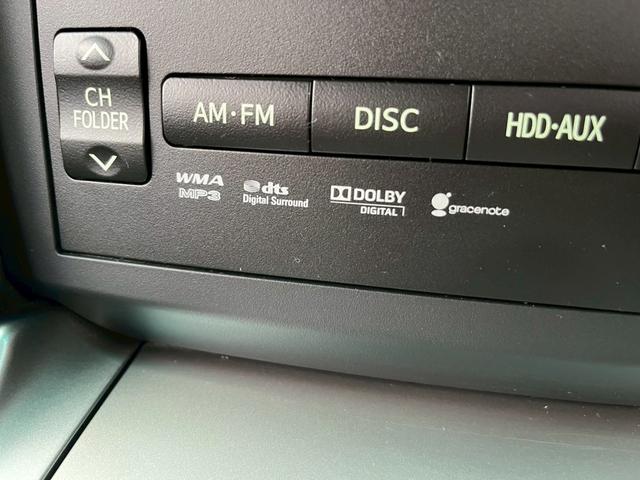 CH
FOLDER
AM·FM
DISC
HDD·AUX
WMA
MP3
dts
Digital Surround
DOLBY
DIGITAL
gracenote